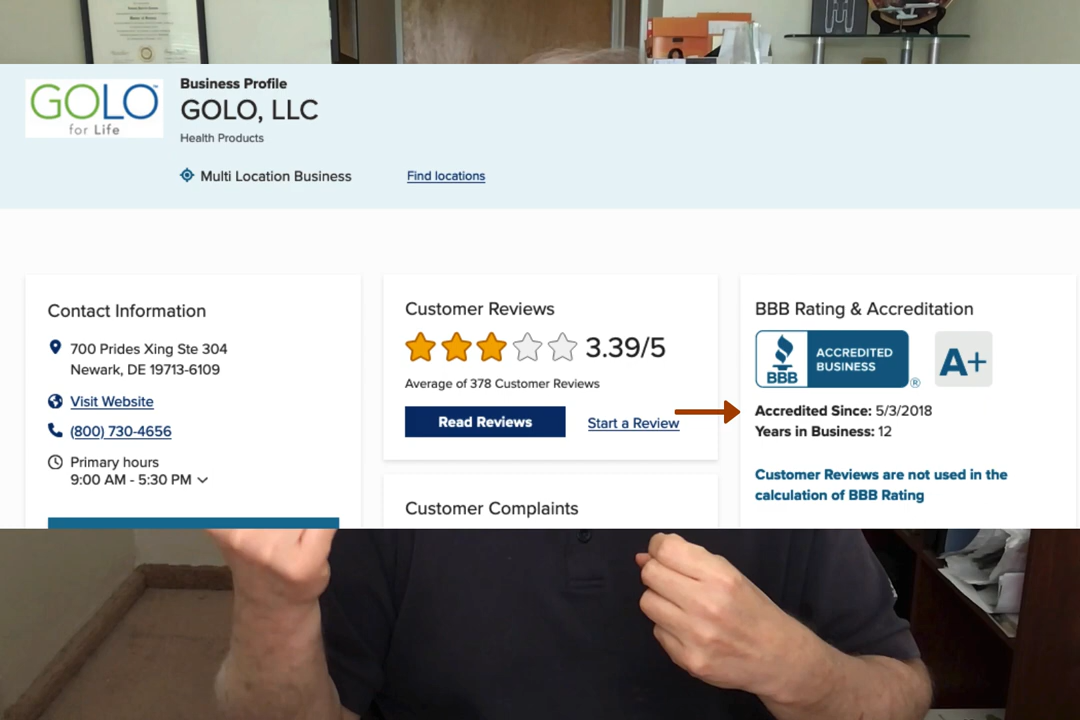 GOLO
for Life
Business Profile
GOLO, LLC
Health Products
Multi Location Business
Find locations
Contact Information
700 Prides Xing Ste 304
Newark, DE 19713-6109
Visit Website
(800) 730-4656
Primary hours
9:00 AM - 5:30 PM
Customer Reviews
3.39/5
Average of 378 Customer Reviews
Read Reviews
Start a Review
Customer Complaints
BBB Rating & Accreditation
BBB
ACCREDITED
BUSINESS
®
A+
Accredited Since: 5/3/2018
Years in Business: 12
Customer Reviews are not used in the
calculation of BBB Rating